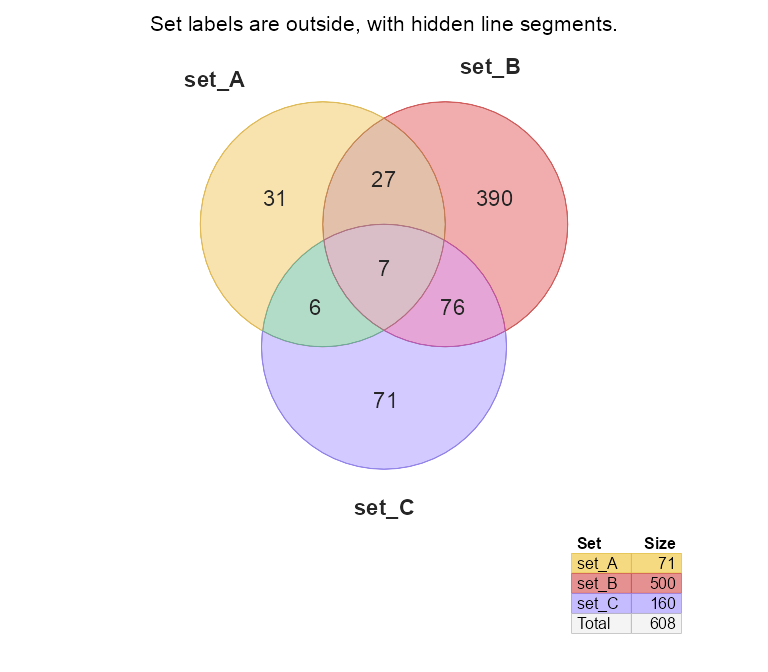 Set labels are outside, with hidden line segments.
set_A
set_B
31
27
390
7
6
76
71
set_C
Set Size
set_A 71
set_B 500
set_C 160
Total 608